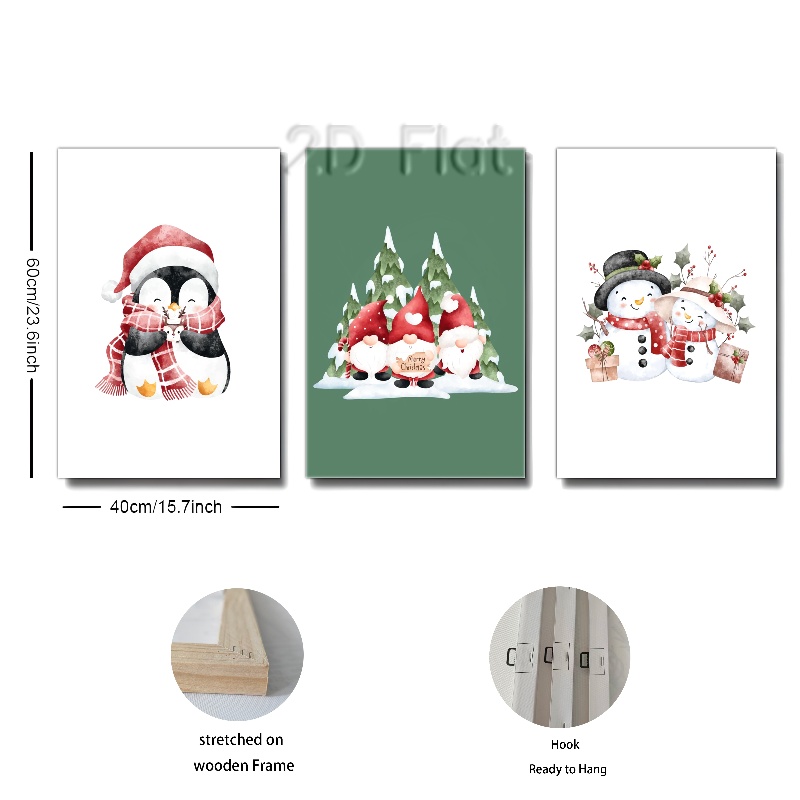 2D Flat
60cm/23.6inch
Merry
Christmas
40cm/15.7inch
stretched on
wooden Frame
Hook
Ready to Hang